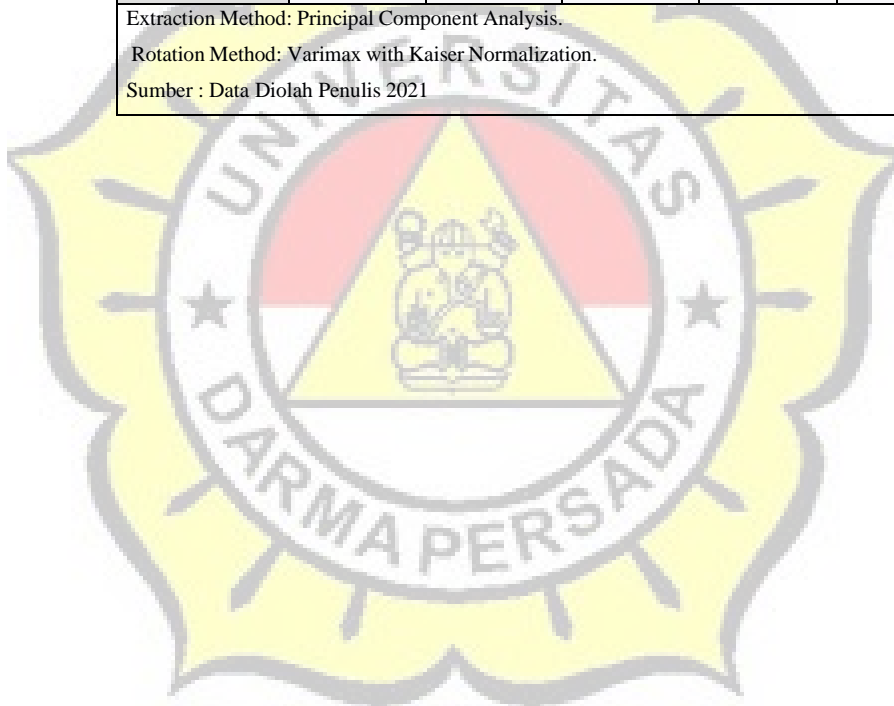 Extraction Method: Principal Component Analysis.
Rotation Method: Varimax with Kaiser Normalization.
Sumber : Data Diolah Penulis 2021
UNIVERSITAS
DARMA PERSADA